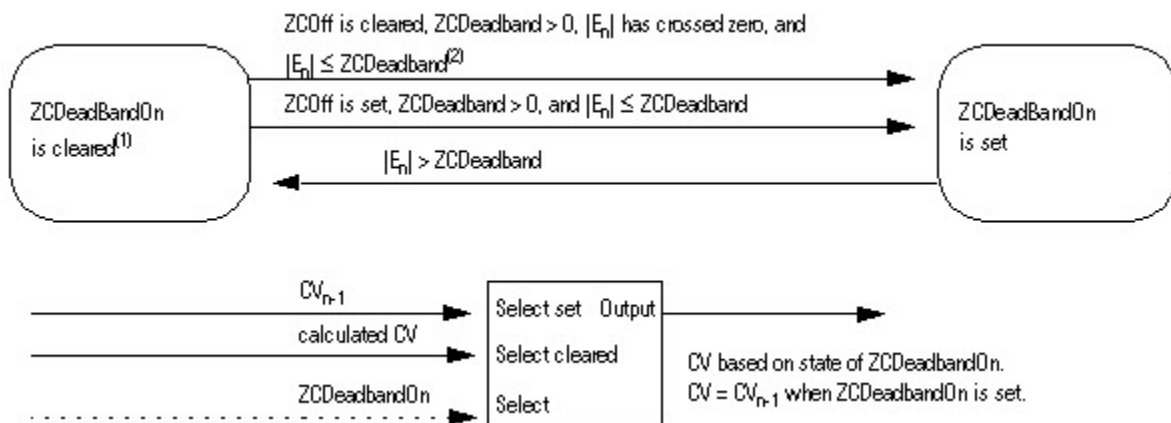 ZCOff is cleared, ZCDeadband > 0, |Eₙ| has crossed zero, and
|Eₙ| ≤ ZCDeadband⁽²⁾
ZCOff is set, ZCDeadband > 0, and |Eₙ| ≤ ZCDeadband
|Eₙ| > ZCDeadband
ZCDeadBandOn
is cleared⁽¹⁾
ZCDeadBandOn
is set
CVₙ₋₁
calculated CV
ZCDeadbandOn
Select set Output
Select cleared
Select
CV based on state of ZCDeadbandOn.
CV = CVₙ₋₁ when ZCDeadbandOn is set.